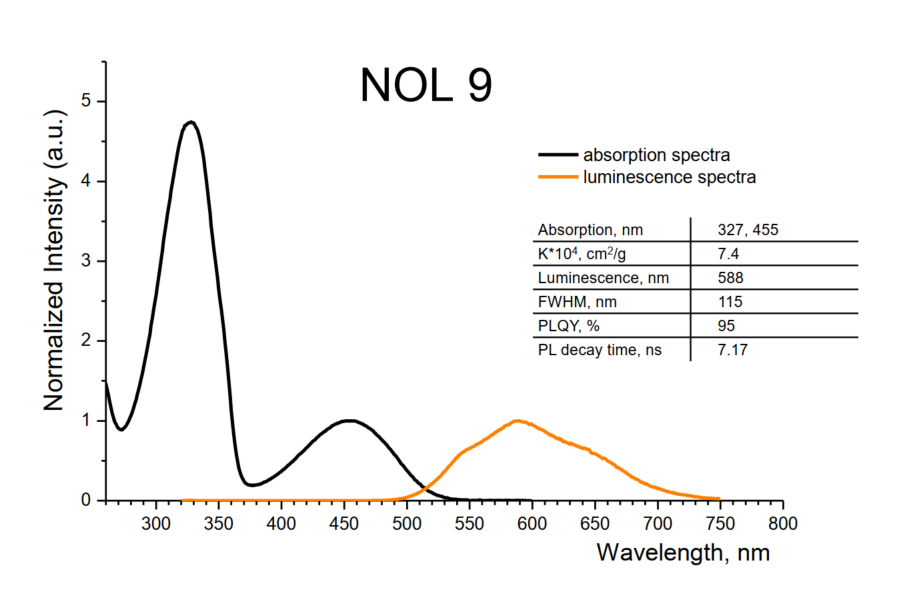 NOL 9
absorption spectra
luminescence spectra
Absorption, nm 327, 455
K*10⁴, cm²/g 7.4
Luminescence, nm 588
FWHM, nm 115
PLQY, % 95
PL decay time, ns 7.17
Normalized Intensity (a.u.)
5
4
3
2
1
0
300 350 400 450 500 550 600 650 700 750 800
Wavelength, nm